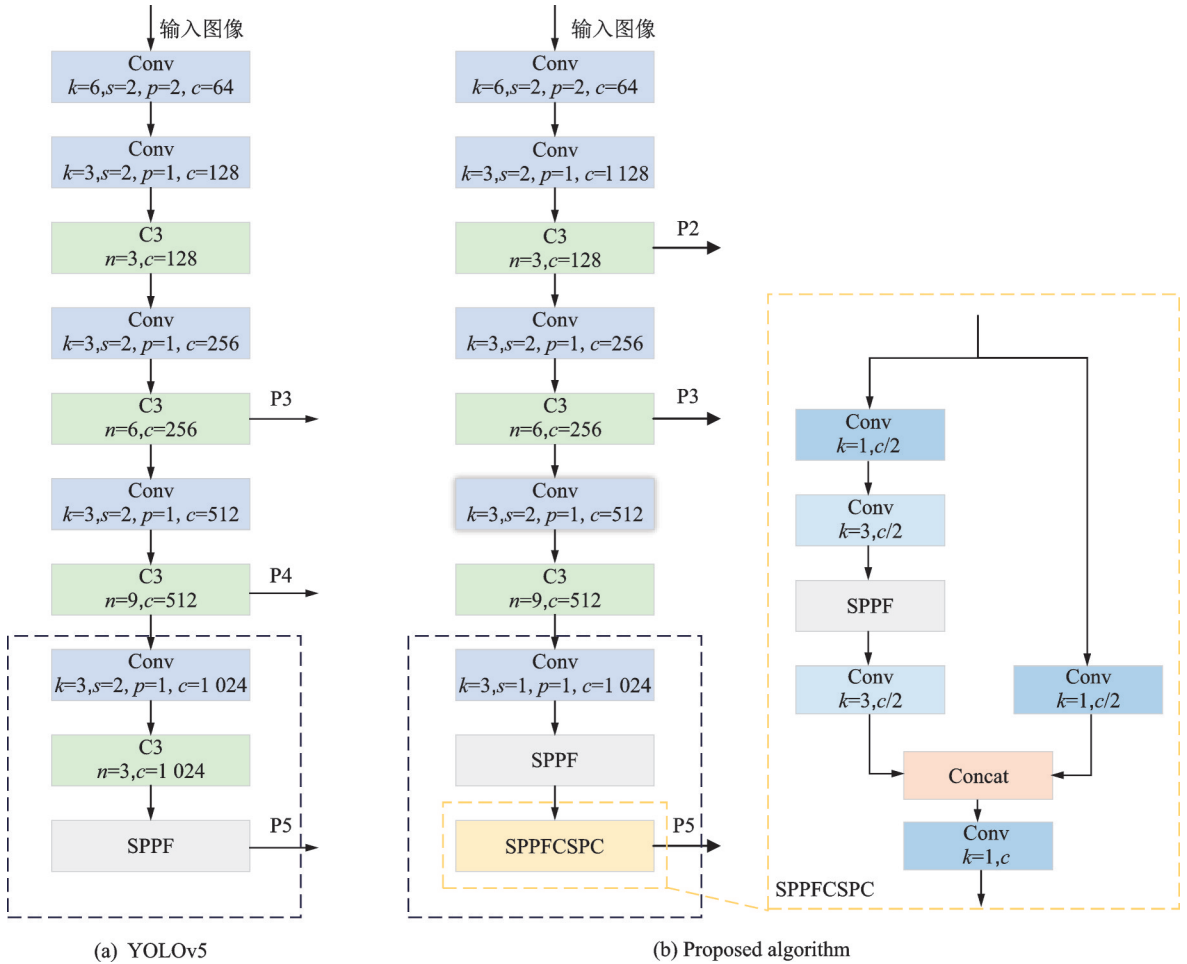 输入图像
Conv
k=6,s=2, p=2, c=64
Conv
k=3,s=2, p=1, c=128
C3
n=3,c=128
Conv
k=3,s=2, p=1, c=256
C3
n=6,c=256
P3
Conv
k=3,s=2, p=1, c=512
C3
n=9,c=512
P4
Conv
k=3,s=2, p=1, c=1 024
C3
n=3,c=1 024
SPPF
P5
(a) YOLOv5
输入图像
Conv
k=6,s=2, p=2, c=64
Conv
k=3,s=2, p=1, c=l 128
C3
n=3,c=128
P2
Conv
k=3,s=2, p=1, c=256
C3
n=6,c=256
P3
Conv
k=3,s=2, p=1, c=512
C3
n=9,c=512
Conv
k=3,s=1, p=1, c=1 024
SPPF
SPPFCSPC
P5
(b) Proposed algorithm
Conv
k=1,c/2
Conv
k=3,c/2
SPPF
Conv
k=3,c/2
Conv
k=1,c/2
Concat
Conv
k=1,c
SPPFCSPC